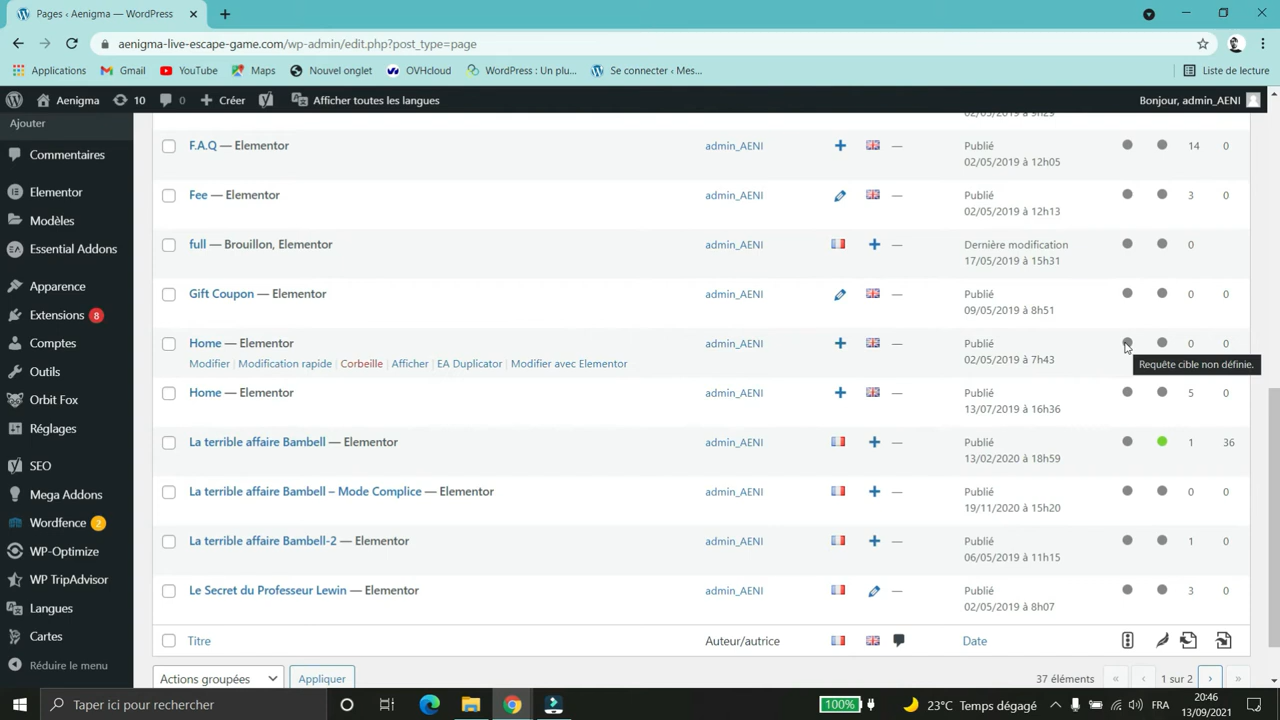 Pages ‹ Aenigma — WordPress
aenigma-live-escape-game.com/wp-admin/edit.php?post_type=page
Applications Gmail YouTube Maps Nouvel onglet OVHcloud WordPress : Un plu... Se connecter ‹ Mes... Liste de lecture
Aenigma 10 0 Créer Afficher toutes les langues Bonjour, admin_AENI
Ajouter
Commentaires
Elementor
Modèles
Essential Addons
Apparence
Extensions 8
Comptes
Outils
Orbit Fox
Réglages
SEO
Mega Addons
Wordfence 2
WP-Optimize
WP TripAdvisor
Langues
Cartes
Réduire le menu
F.A.Q — Elementor admin_AENI — Publié 14 0
02/05/2019 à 12h05
Fee — Elementor admin_AENI — Publié 3 0
02/05/2019 à 12h13
full — Brouillon, Elementor admin_AENI — Dernière modification 0
17/05/2019 à 15h31
Gift Coupon — Elementor admin_AENI — Publié 0 0
09/05/2019 à 8h51
Home — Elementor admin_AENI — Publié 0 0
Modifier | Modification rapide | Corbeille | Afficher | EA Duplicator | Modifier avec Elementor 02/05/2019 à 7h43 Requête cible non définie.
Home — Elementor admin_AENI — Publié 5 0
13/07/2019 à 16h36
La terrible affaire Bambell — Elementor admin_AENI — Publié 1 36
13/02/2020 à 18h59
La terrible affaire Bambell – Mode Complice — Elementor admin_AENI — Publié 0 0
19/11/2020 à 15h20
La terrible affaire Bambell-2 — Elementor admin_AENI — Publié 1 0
06/05/2019 à 11h15
Le Secret du Professeur Lewin — Elementor admin_AENI — Publié 3 0
02/05/2019 à 8h07
Titre Auteur/autrice Date
Actions groupées Appliquer 37 éléments « ‹ 1 sur 2 › »
Taper ici pour rechercher 100% 23°C Temps dégagé FRA 20:46
13/09/2021